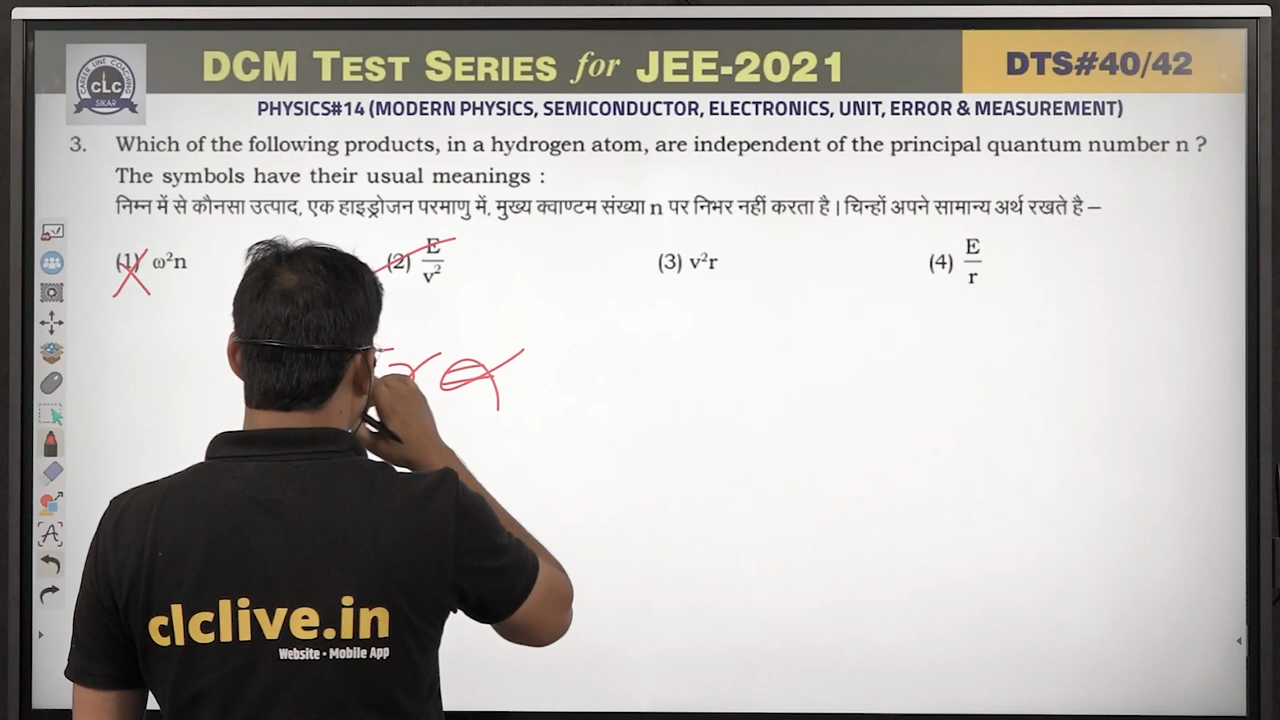 DCM TEST SERIES for JEE-2021
DTS#40/42
CAREER LINE COACHING
CLC
SIKAR
PHYSICS#14 (MODERN PHYSICS, SEMICONDUCTOR, ELECTRONICS, UNIT, ERROR & MEASUREMENT)
3. Which of the following products, in a hydrogen atom, are independent of the principal quantum number n ?
The symbols have their usual meanings :
निम्न में से कौनसा उत्पाद, एक हाइड्रोजन परमाणु में, मुख्य क्वाण्टम संख्या n पर निभर नहीं करता है। चिन्हों अपने सामान्य अर्थ रखते है –
(1) ω²n (2) E/v² (3) v²r (4) E/r
clclive.in
Website • Mobile App